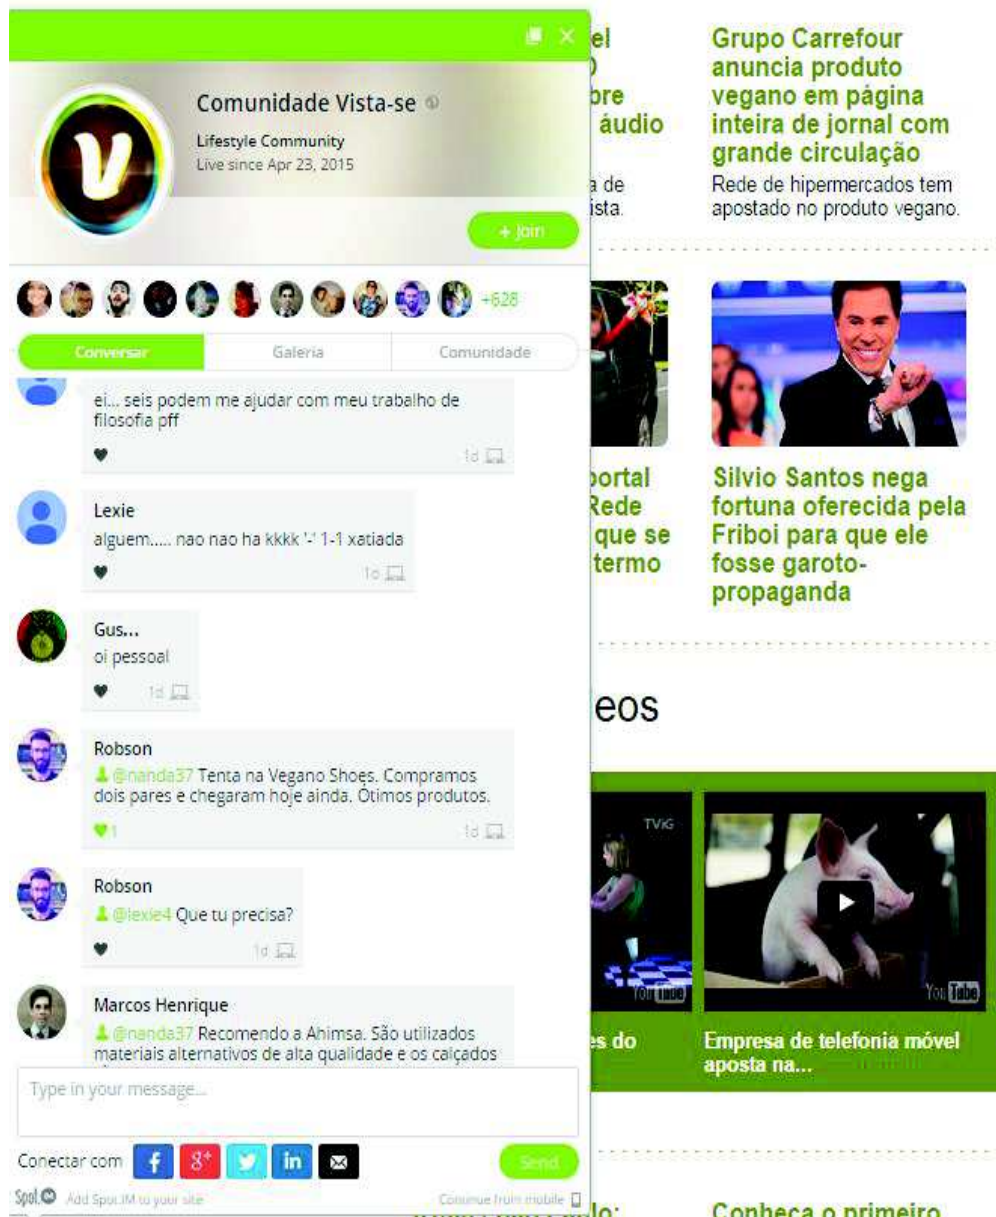 Comunidade Vista-se
Lifestyle Community
Live since Apr 23, 2015
+ Join
+628
Conversar
Galeria
Comunidade
ei... seis podem me ajudar com meu trabalho de
filosofia pff
1d
Lexie
alguem..... nao nao ha kkkk '-' 1-1 xatiada
1d
Gus...
oi pessoal
1d
Robson
@nanda37 Tenta na Vegano Shoes. Compramos
dois pares e chegaram hoje ainda. Ótimos produtos.
1
1d
Robson
@lexie4 Que tu precisa?
1d
Marcos Henrique
@nanda37 Recomendo a Ahimsa. São utilizados
materiais alternativos de alta qualidade e os calçados
Type in your message...
Conectar com
Send
Spot.IM Add Spot.IM to your site
Continue from mobile
el
bre
áudio
a de
ista.
Grupo Carrefour
anuncia produto
vegano em página
inteira de jornal com
grande circulação
Rede de hipermercados tem
apostado no produto vegano.
portal
Rede
que se
termo
Silvio Santos nega
fortuna oferecida pela
Friboi para que ele
fosse garoto-
propaganda
eos
TViG
YouTube
YouTube
es do
Empresa de telefonia móvel
aposta na...
lo:
Conheça o primeiro